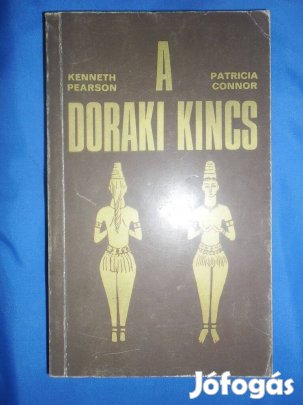 A
KENNETH
PEARSON
PATRICIA
CONNOR
DORAKI KINCS
Jófogás